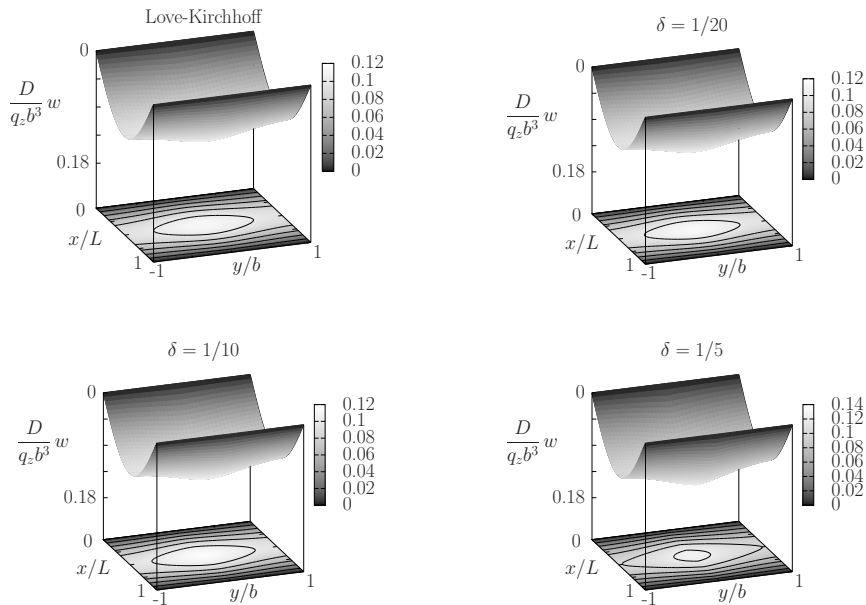 Love-Kirchhoff
0
D
q_z b^3 w
0.18
0
x/L
1
-1
y/b
1
0.12
0.1
0.08
0.06
0.04
0.02
0
δ = 1/20
0
D
q_z b^3 w
0.18
0
x/L
1
-1
y/b
1
0.12
0.1
0.08
0.06
0.04
0.02
0
δ = 1/10
0
D
q_z b^3 w
0.18
0
x/L
1
-1
y/b
1
0.12
0.1
0.08
0.06
0.04
0.02
0
δ = 1/5
0
D
q_z b^3 w
0.18
0
x/L
1
-1
y/b
1
0.14
0.12
0.1
0.08
0.06
0.04
0.02
0